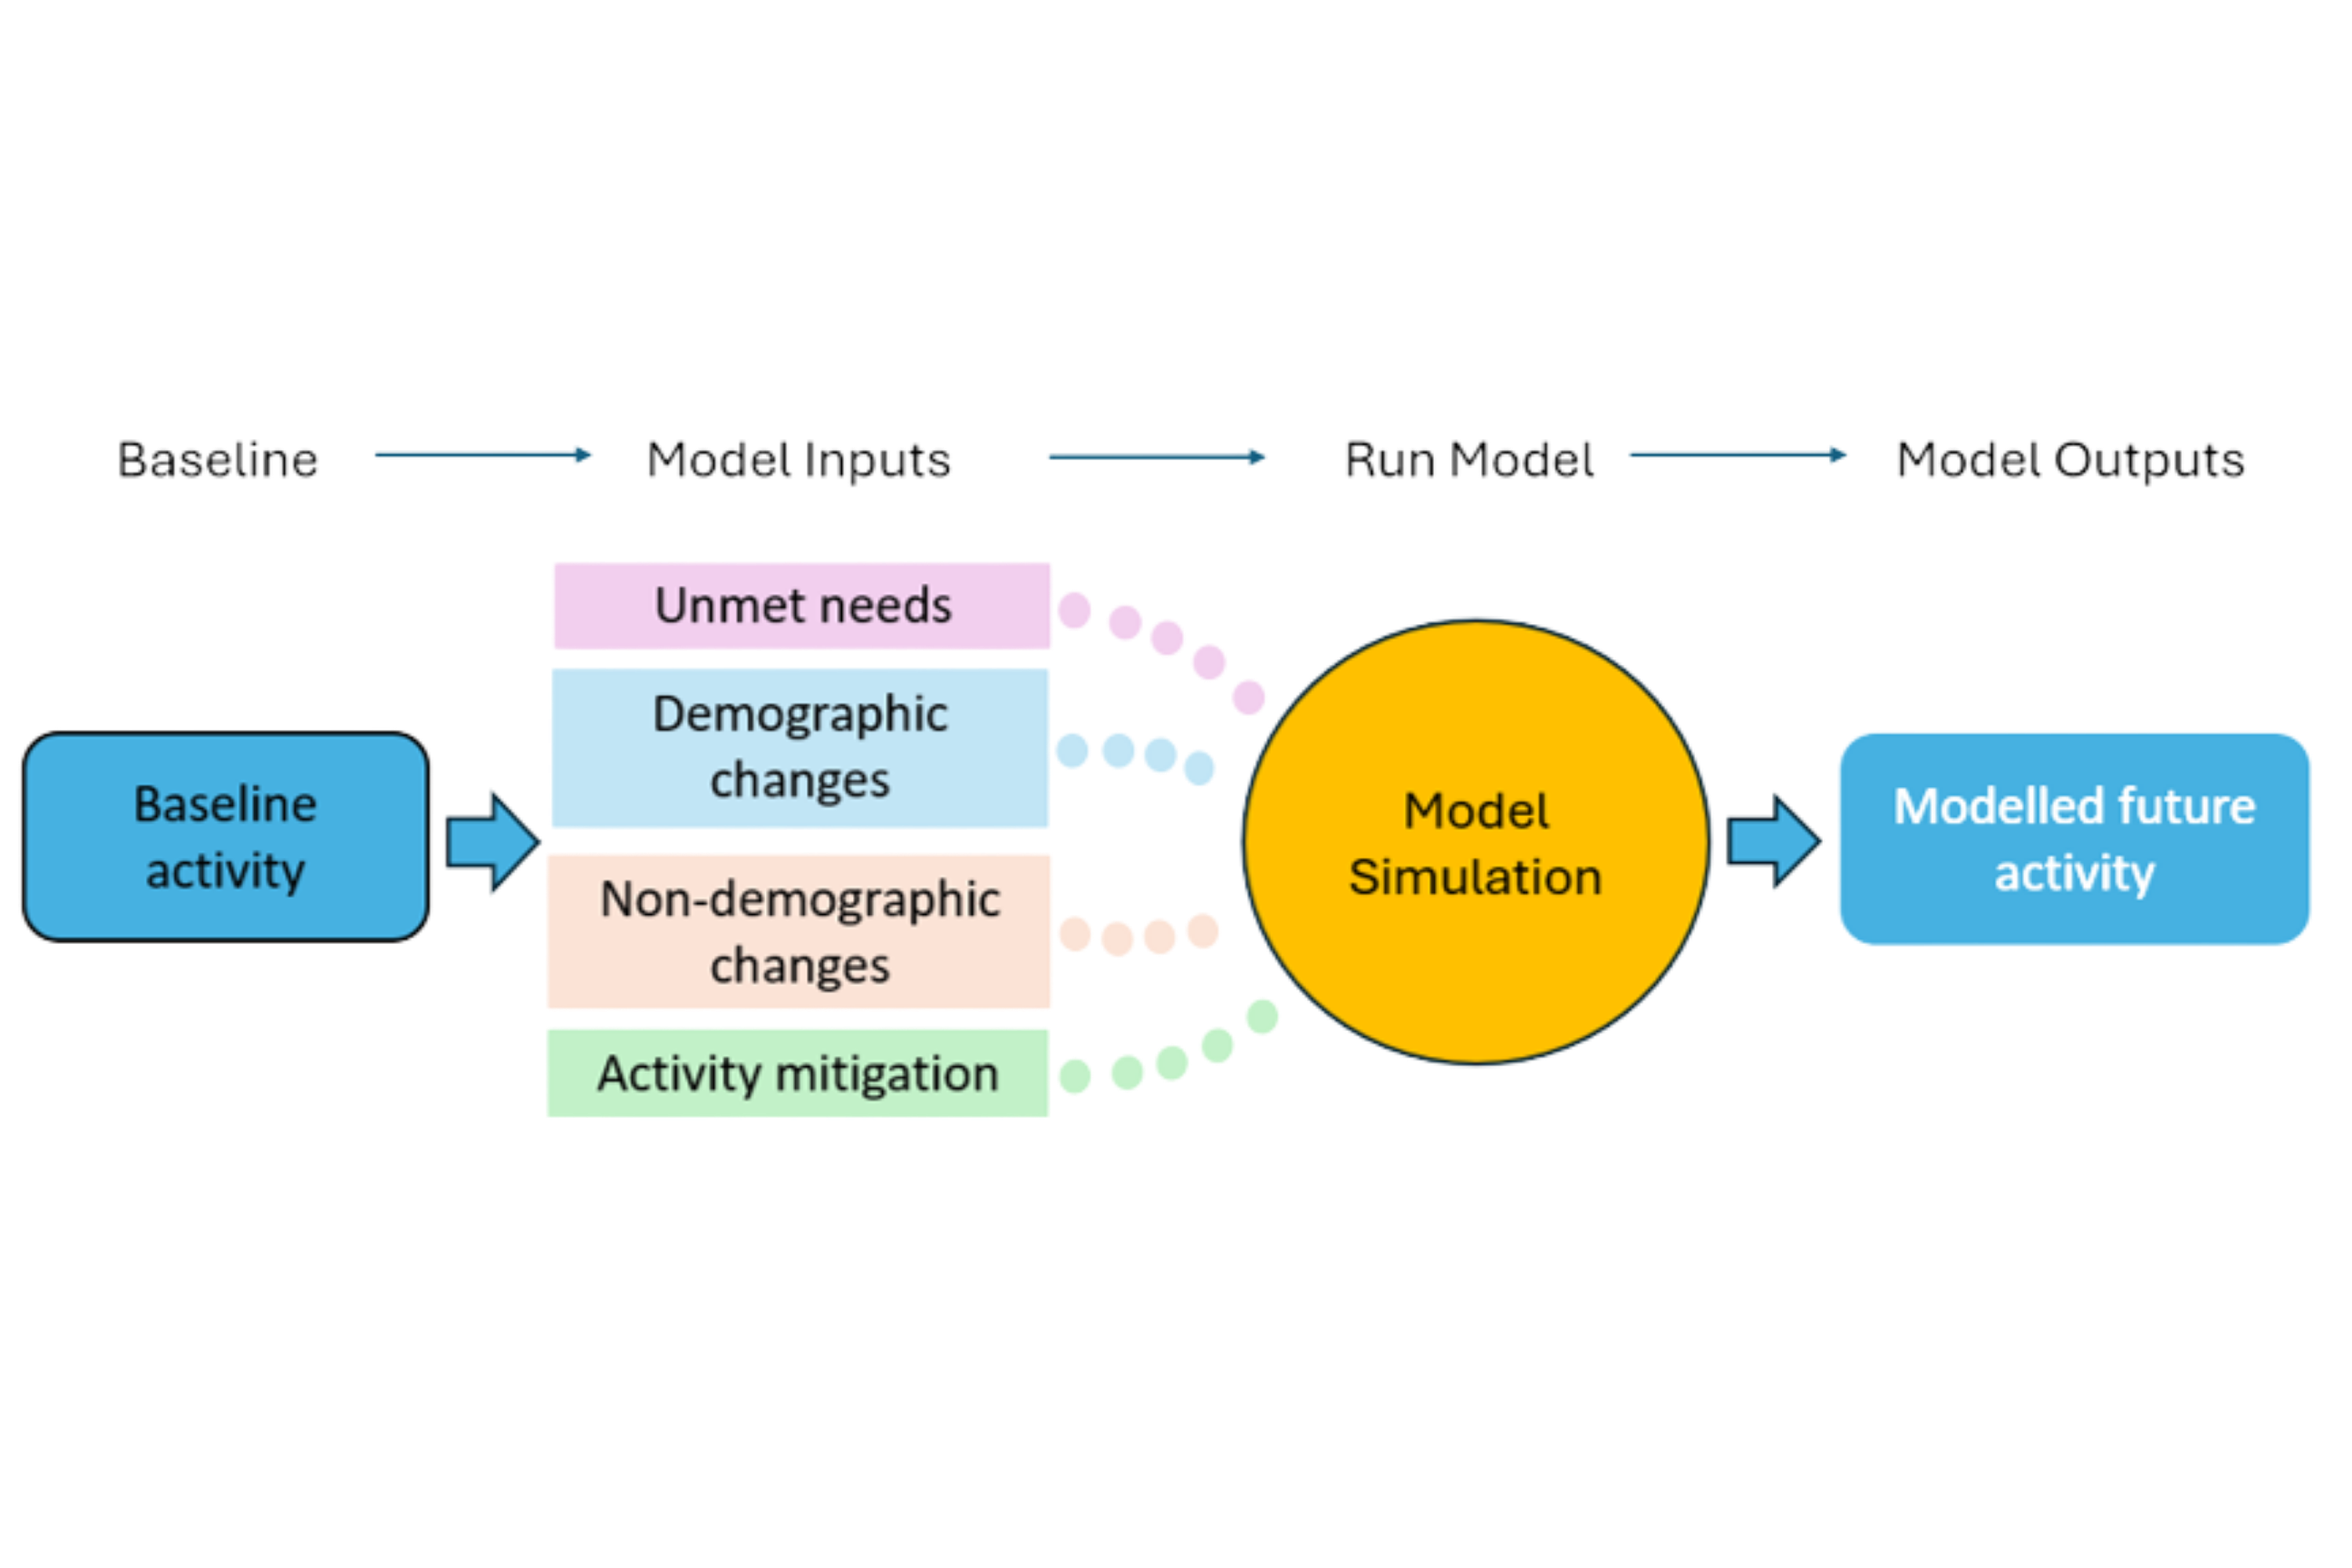 Baseline
Model Inputs
Run Model
Model Outputs
Unmet needs
Demographic
changes
Non-demographic
changes
Activity mitigation
Baseline
activity
Model
Simulation
Modelled future
activity